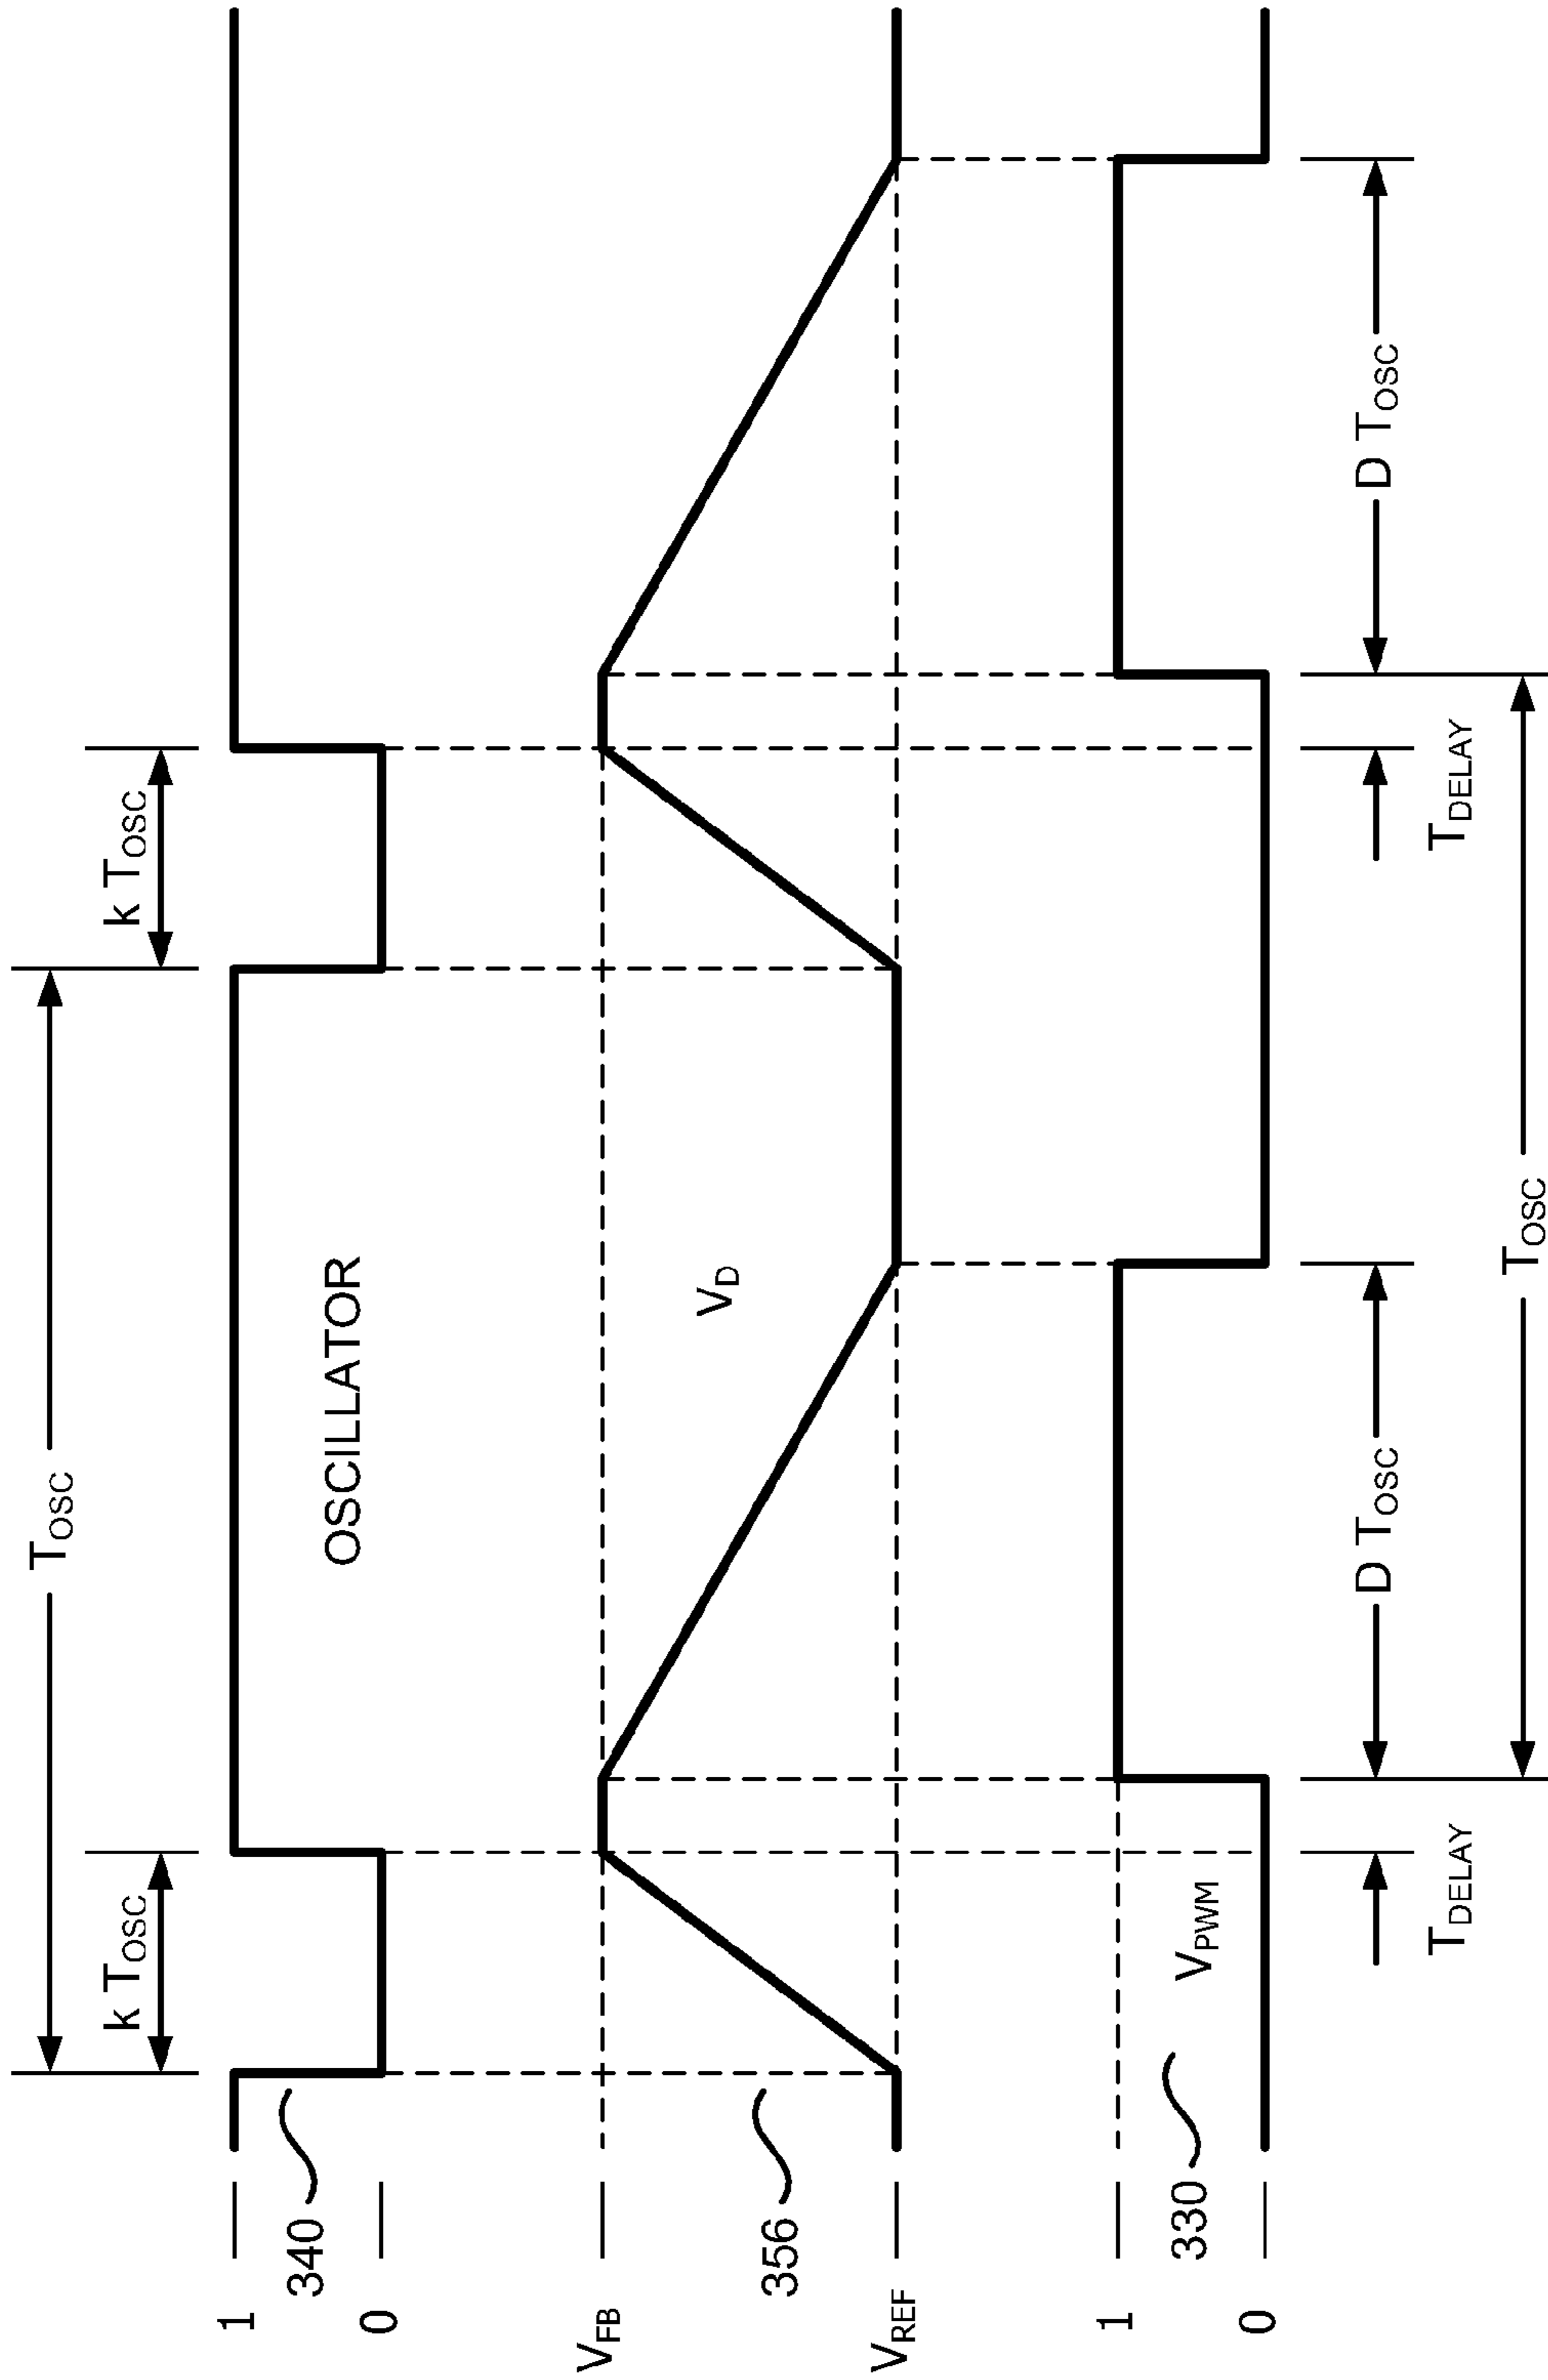 T_OSC
k T_OSC k T_OSC
1
340
0
OSCILLATOR
V_FB
356
V_D
V_REF
1
330 V_PWM
0
D T_OSC D T_OSC
T_DELAY T_DELAY
T_OSC